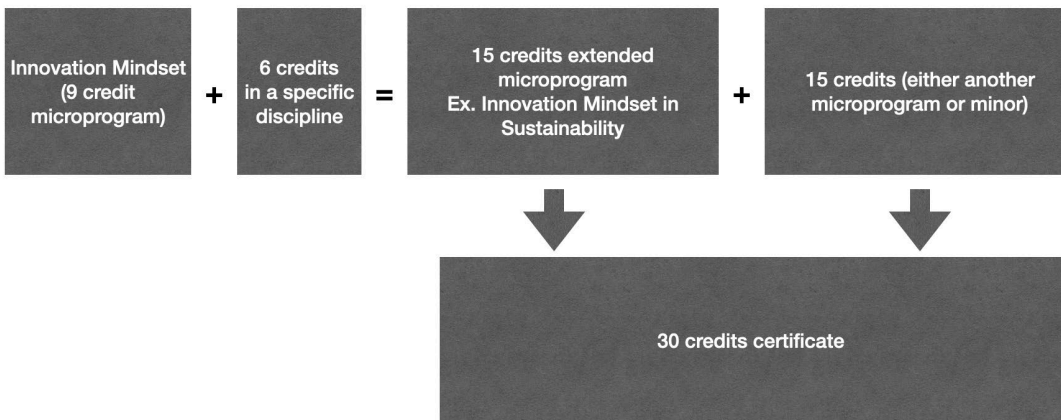 Innovation Mindset
(9 credit
microprogram)
+
6 credits
in a specific
discipline
=
15 credits extended
microprogram
Ex. Innovation Mindset in
Sustainability
+
15 credits (either another
microprogram or minor)
30 credits certificate